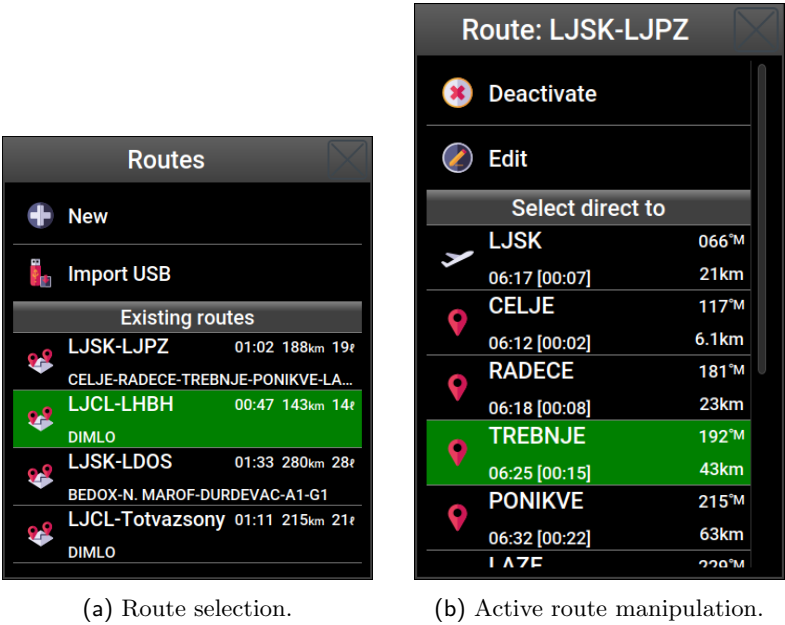 Routes
New
Import USB
Existing routes
LJSK-LJPZ 01:02 188km 19ℓ
CELJE-RADECE-TREBNJE-PONIKVE-LA...
LJCL-LHBH 00:47 143km 14ℓ
DIMLO
LJSK-LDOS 01:33 280km 28ℓ
BEDOX-N. MAROF-DURDEVAC-A1-G1
LJCL-Totvazsony 01:11 215km 21ℓ
DIMLO
(a) Route selection.
Route: LJSK-LJPZ
Deactivate
Edit
Select direct to
LJSK 066°M
06:17 [00:07] 21km
CELJE 117°M
06:12 [00:02] 6.1km
RADECE 181°M
06:18 [00:08] 23km
TREBNJE 192°M
06:25 [00:15] 43km
PONIKVE 215°M
06:32 [00:22] 63km
LAZE 229°M
(b) Active route manipulation.